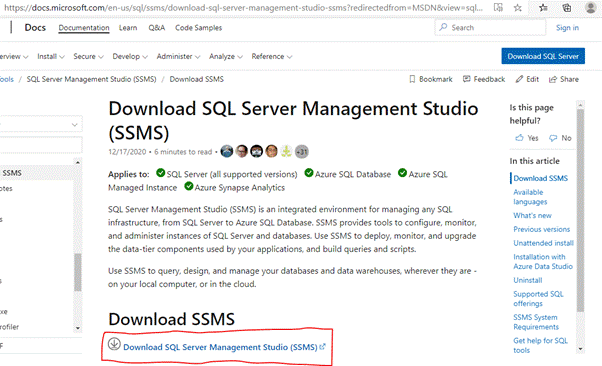 https://docs.microsoft.com/en-us/sql/ssms/download-sql-server-management-studio-ssms?redirectedfrom=MSDN&view=sql...
Docs Documentation Learn Q&A Code Samples Search Sign in
erview Install Secure Develop Administer Analyze Reference Download SQL Server
Tools / SQL Server Management Studio (SSMS) / Download SSMS Bookmark Feedback Edit Share
SSMS
otes
s
s
xe
rofiler
F
Download SQL Server Management Studio
(SSMS)
12/17/2020 • 6 minutes to read • +31
Applies to: SQL Server (all supported versions) Azure SQL Database Azure SQL
Managed Instance Azure Synapse Analytics
SQL Server Management Studio (SSMS) is an integrated environment for managing any SQL
infrastructure, from SQL Server to Azure SQL Database. SSMS provides tools to configure, monitor,
and administer instances of SQL Server and databases. Use SSMS to deploy, monitor, and upgrade
the data-tier components used by your applications, and build queries and scripts.
Use SSMS to query, design, and manage your databases and data warehouses, wherever they are -
on your local computer, or in the cloud.
Download SSMS
Download SQL Server Management Studio (SSMS)
Is this page
helpful?
Yes No
In this article
Download SSMS
Available
languages
What's new
Previous versions
Unattended install
Installation with
Azure Data Studio
Uninstall
Supported SQL
offerings
SSMS System
Requirements
Get help for SQL
tools